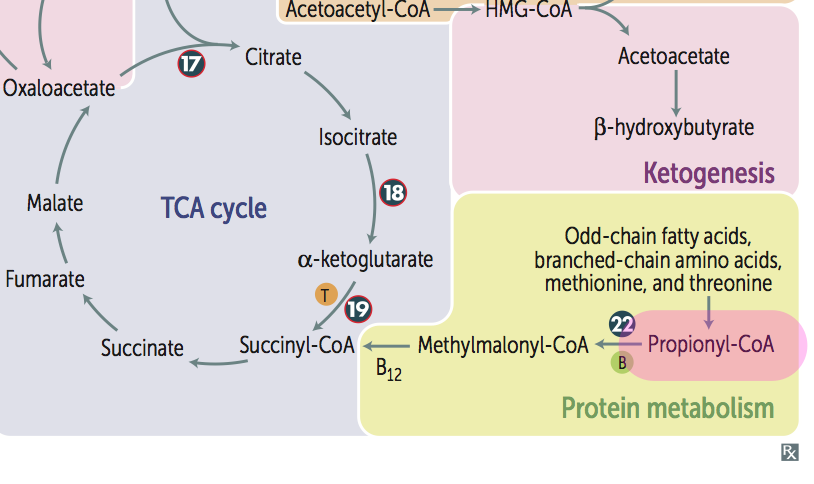 Acetoacetyl-CoA
HMG-CoA
17
Citrate
Acetoacetate
Oxaloacetate
β-hydroxybutyrate
Isocitrate
Ketogenesis
18
Malate
TCA cycle
Odd-chain fatty acids,
branched-chain amino acids,
methionine, and threonine
α-ketoglutarate
Fumarate
T
19
22
Succinate
Succinyl-CoA
Methylmalonyl-CoA
Propionyl-CoA
B12
B
Protein metabolism
Rx